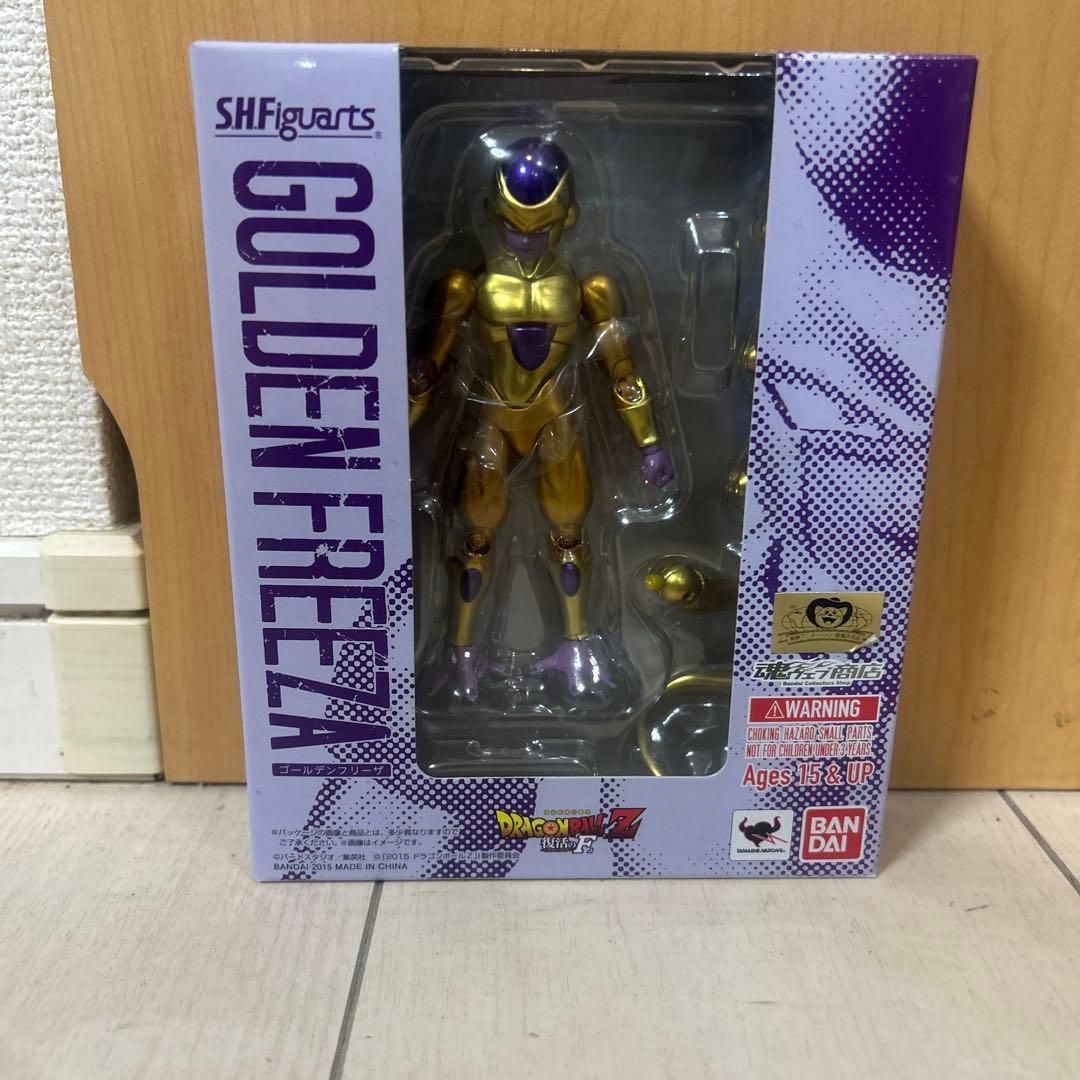 S.H.Figuarts®
GOLDEN FREEZA
ゴールデンフリーザ
魂ウェブ商店
Bandai Collectors Shop
WARNING
CHOKING HAZARD SMALL PARTS
NOT FOR CHILDREN UNDER 3 YEARS
Ages 15 & UP
DRAGONBALL Z
復活の「F」
※パッケージの画像と商品とは、多少異なりますので
ご了承ください。※画像はイメージです。
©バードスタジオ/集英社 ©「2015 ドラゴンボールZ」製作委員会
BANDAI 2015 MADE IN CHINA
TAMASHII NATIONS
BAN
DAI